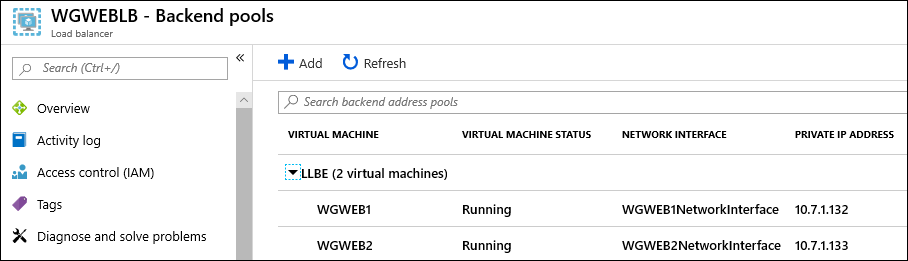 WGWEBLB - Backend pools
Load balancer
«
Search (Ctrl+/)
Overview
Activity log
Access control (IAM)
Tags
Diagnose and solve problems
Add Refresh
Search backend address pools
VIRTUAL MACHINE VIRTUAL MACHINE STATUS NETWORK INTERFACE PRIVATE IP ADDRESS
LLBE (2 virtual machines)
WGWEB1 Running WGWEB1NetworkInterface 10.7.1.132
WGWEB2 Running WGWEB2NetworkInterface 10.7.1.133